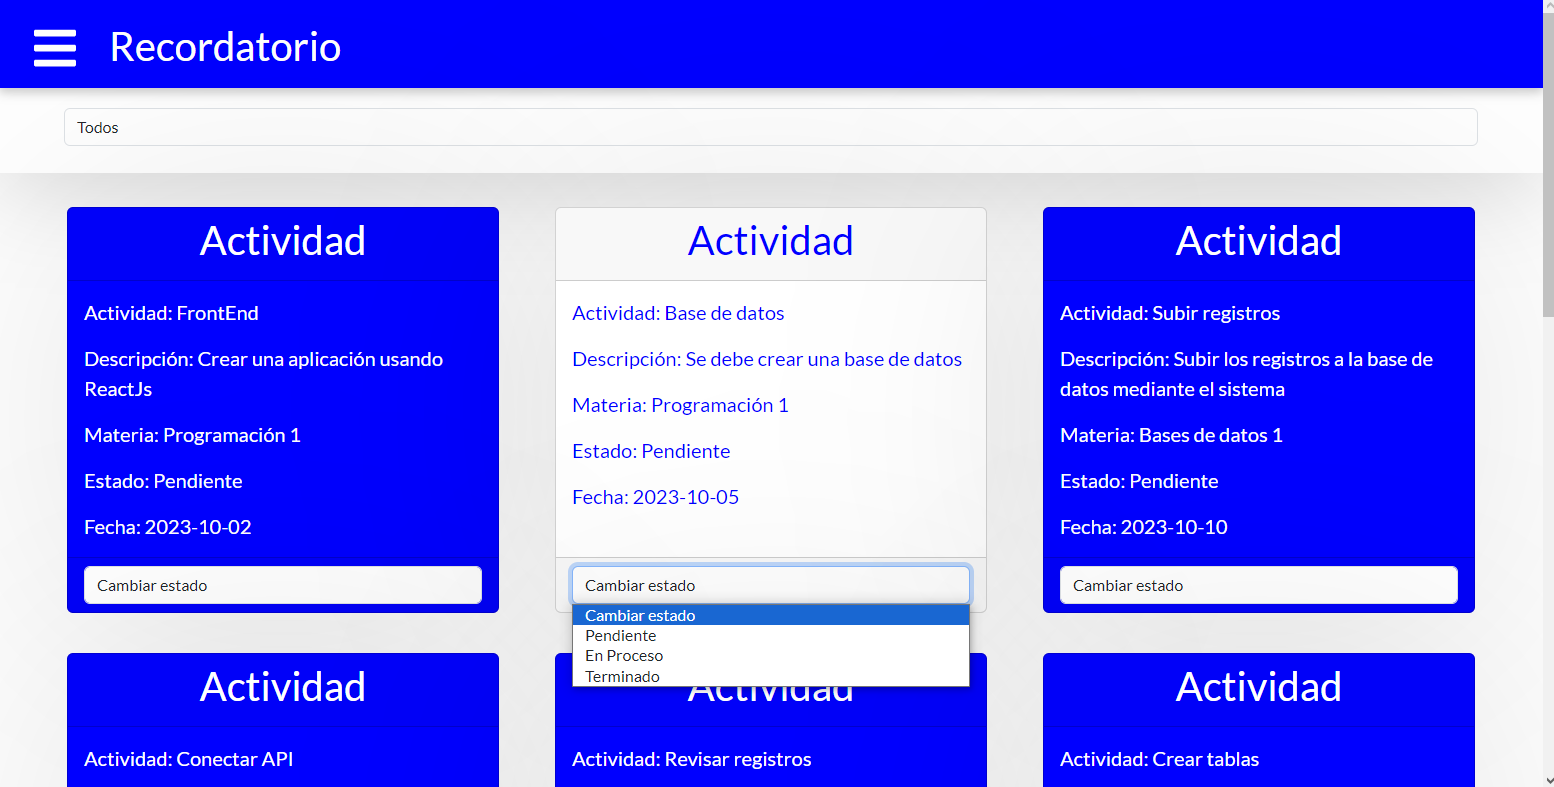 Recordatorio
Todos
Actividad
Actividad: FrontEnd
Descripción: Crear una aplicación usando
ReactJs
Materia: Programación 1
Estado: Pendiente
Fecha: 2023-10-02
Cambiar estado
Actividad
Actividad: Base de datos
Descripción: Se debe crear una base de datos
Materia: Programación 1
Estado: Pendiente
Fecha: 2023-10-05
Cambiar estado
Cambiar estado
Pendiente
En Proceso
Terminado
Actividad
Actividad: Subir registros
Descripción: Subir los registros a la base de
datos mediante el sistema
Materia: Bases de datos 1
Estado: Pendiente
Fecha: 2023-10-10
Cambiar estado
Actividad
Actividad: Conectar API
Actividad
Actividad: Revisar registros
Actividad
Actividad: Crear tablas